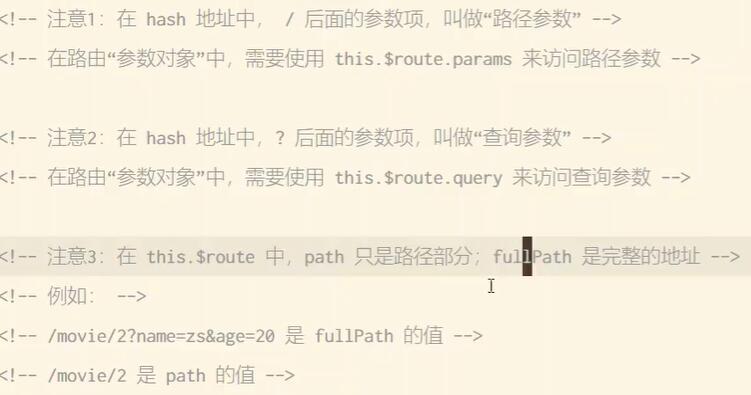 <!-- 注意1：在 hash 地址中， / 后面的参数项，叫做“路径参数” -->
<!-- 在路由“参数对象”中，需要使用 this.$route.params 来访问路径参数 -->
<!-- 注意2：在 hash 地址中，? 后面的参数项，叫做“查询参数” -->
<!-- 在路由“参数对象”中，需要使用 this.$route.query 来访问查询参数 -->
<!-- 注意3：在 this.$route 中，path 只是路径部分；fullPath 是完整的地址 -->
<!-- 例如： -->
<!-- /movie/2?name=zs&age=20 是 fullPath 的值 -->
<!-- /movie/2 是 path 的值 -->